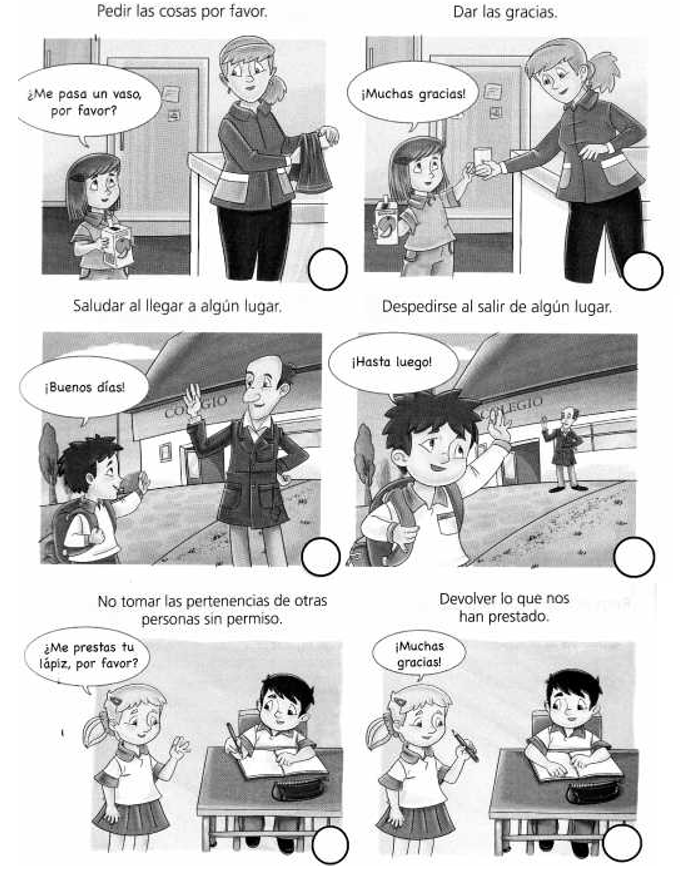 Pedir las cosas por favor.
¿Me pasa un vaso,
por favor?
Dar las gracias.
¡Muchas gracias!
Saludar al llegar a algún lugar.
¡Buenos días!
COLEGIO
Despedirse al salir de algún lugar.
¡Hasta luego!
COLEGIO
No tomar las pertenencias de otras
personas sin permiso.
¿Me prestas tu
lápiz, por favor?
Devolver lo que nos
han prestado.
¡Muchas
gracias!